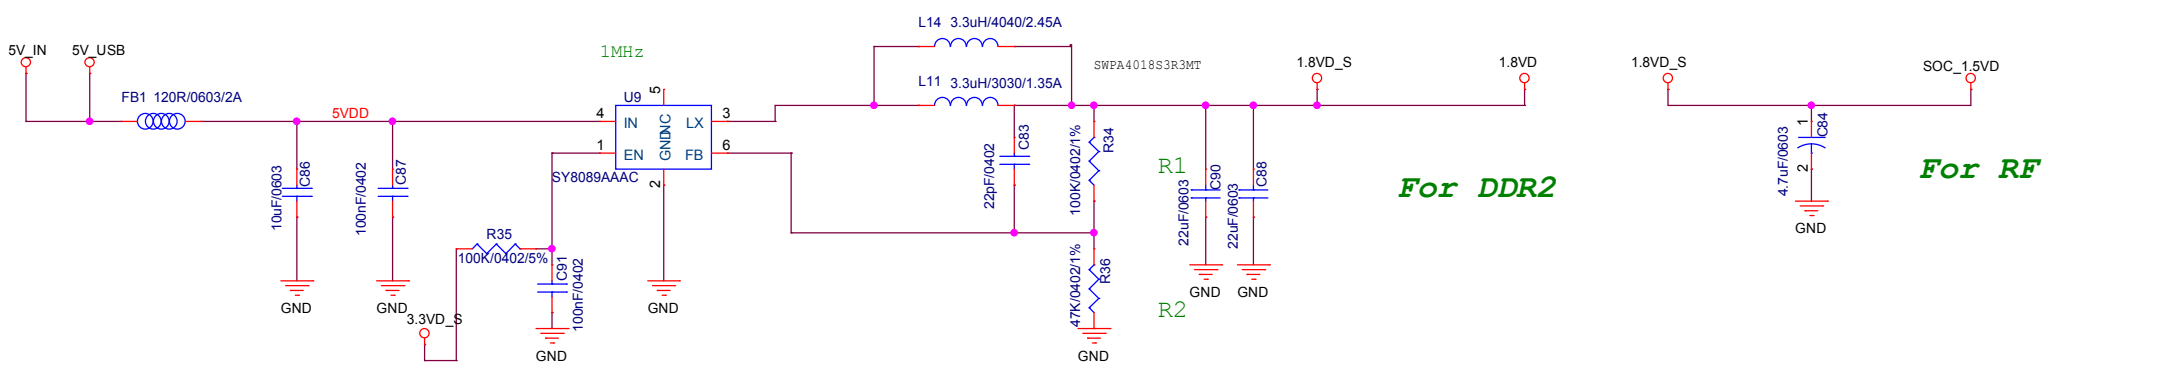 L14 3.3uH/4040/2.45A
5V_IN
5V_USB
1MHz
SWPA4018S3R3MT
1.8VD_S
1.8VD
1.8VD_S
SOC_1.5VD
FB1 120R/0603/2A
5VDD
L11 3.3uH/3030/1.35A
U9
5
4
IN
GND
NC
LX
3
1
EN
FB
6
SY8089AAAC
2
C86
10uF/0603
C87
100nF/0402
C83
22pF/0402
R34
100K/0402/1%
R1
C90
22uF/0603
C88
22uF/0603
For DDR2
1
C84
4.7uF/0603
2
For RF
GND
R35
100K/0402/5%
C91
100nF/0402
R36
47K/0402/1%
R2
GND
GND
GND
GND
GND
3.3VD_S
GND
GND